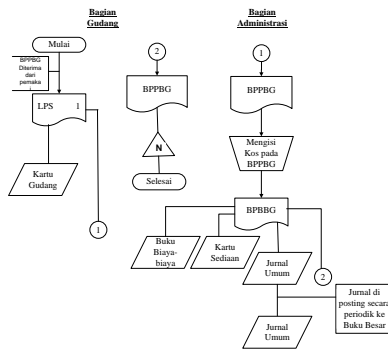 Bagian
Gudang
Bagian
Administrasi
Mulai
BPPBG
Diterima
dari
pemaka
i
LPS 1
Kartu
Gudang
1
2
BPPBG
N
Selesai
1
BPPBG
Mengisi
Kos pada
BPPBG
BPBBG
Buku
Biaya-
biaya
Kartu
Sediaan
Jurnal
Umum
2
Jurnal di
posting secara
periodik ke
Buku Besar
Jurnal
Umum